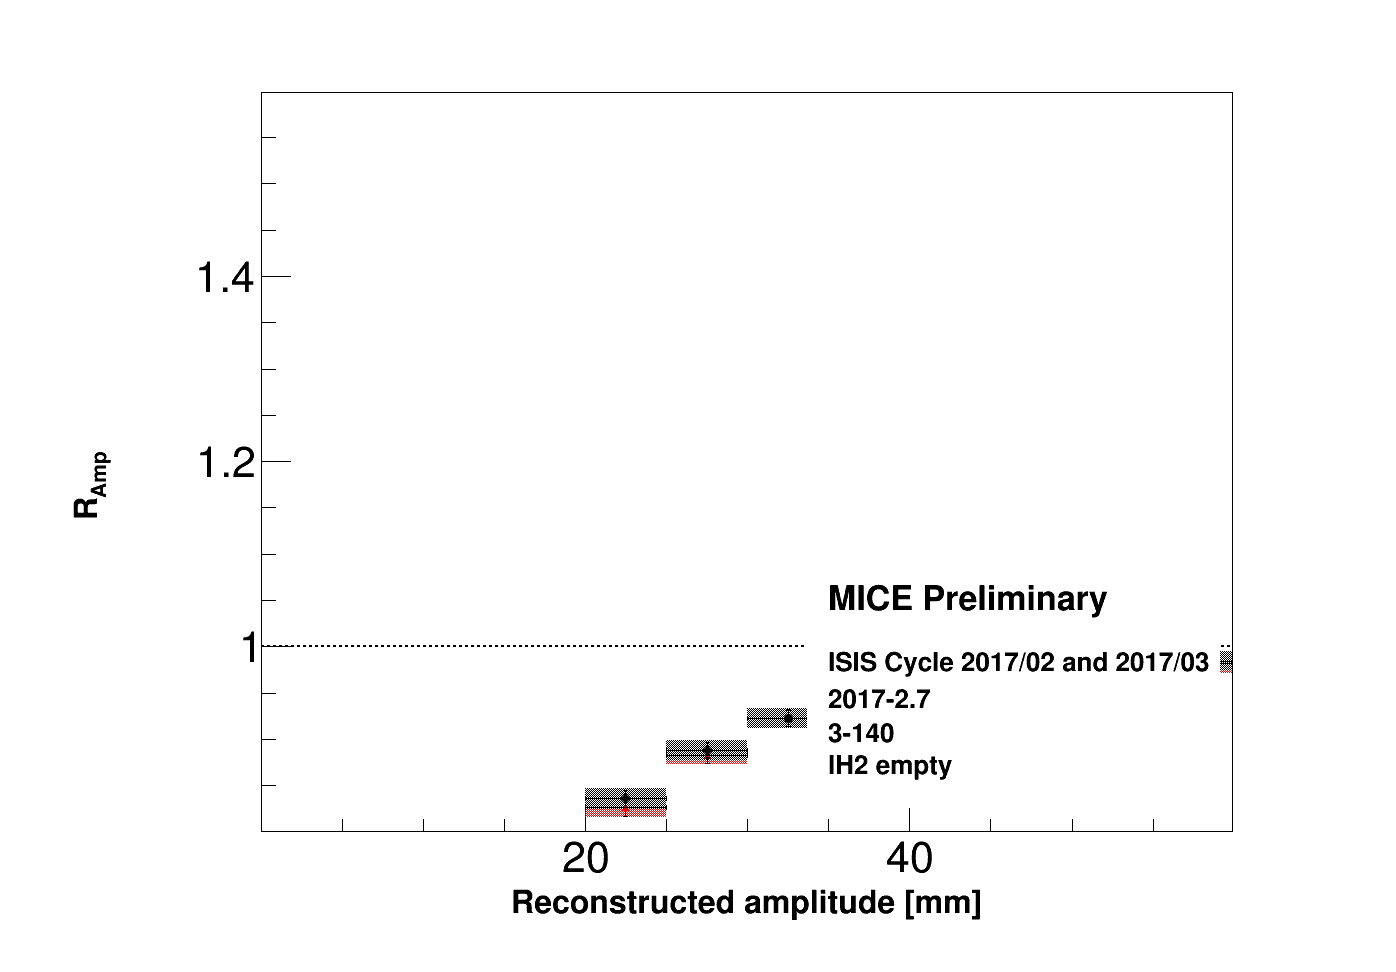 1.4
1.2
1
R_Amp
MICE Preliminary
ISIS Cycle 2017/02 and 2017/03
2017-2.7
3-140
lH2 empty
20
40
Reconstructed amplitude [mm]